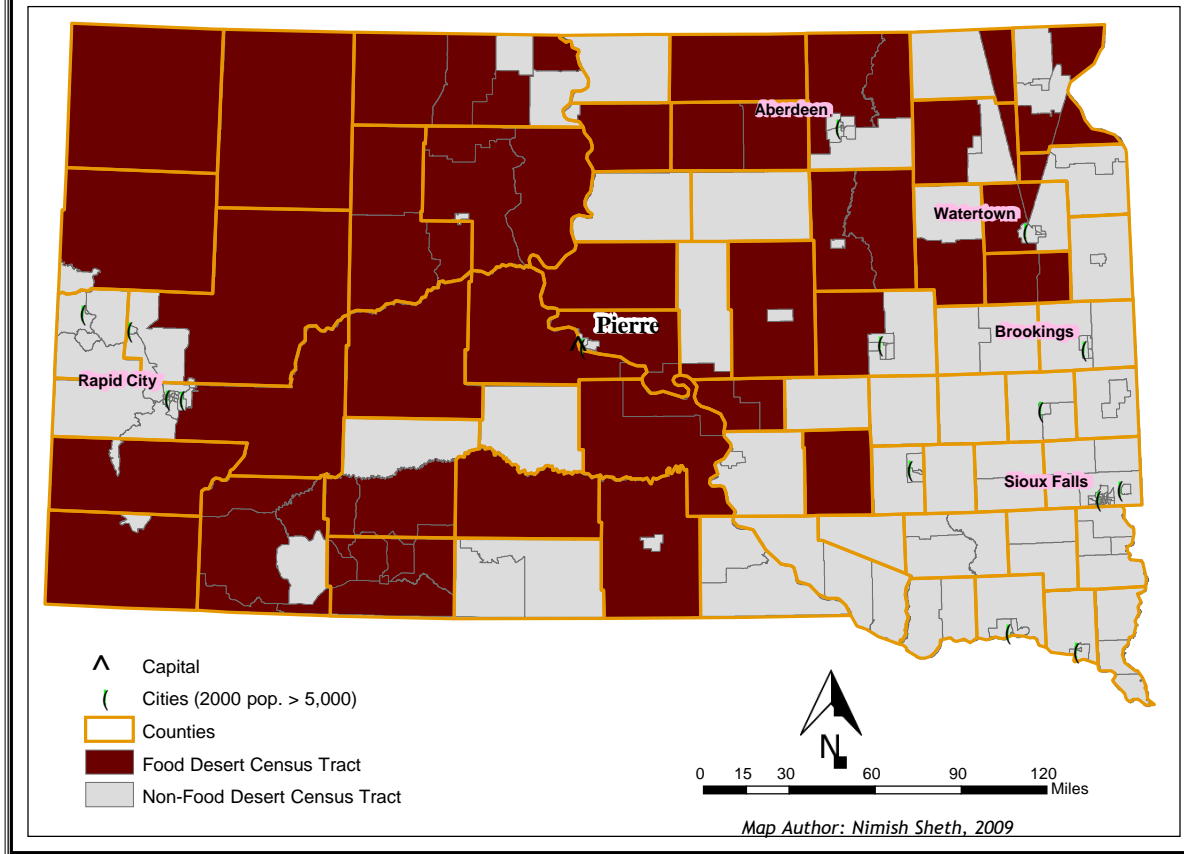 Aberdeen
Watertown
Pierre
Brookings
Rapid City
Sioux Falls
Capital
Cities (2000 pop. > 5,000)
Counties
Food Desert Census Tract
Non-Food Desert Census Tract
N
0 15 30 60 90 120
Miles
Map Author: Nimish Sheth, 2009